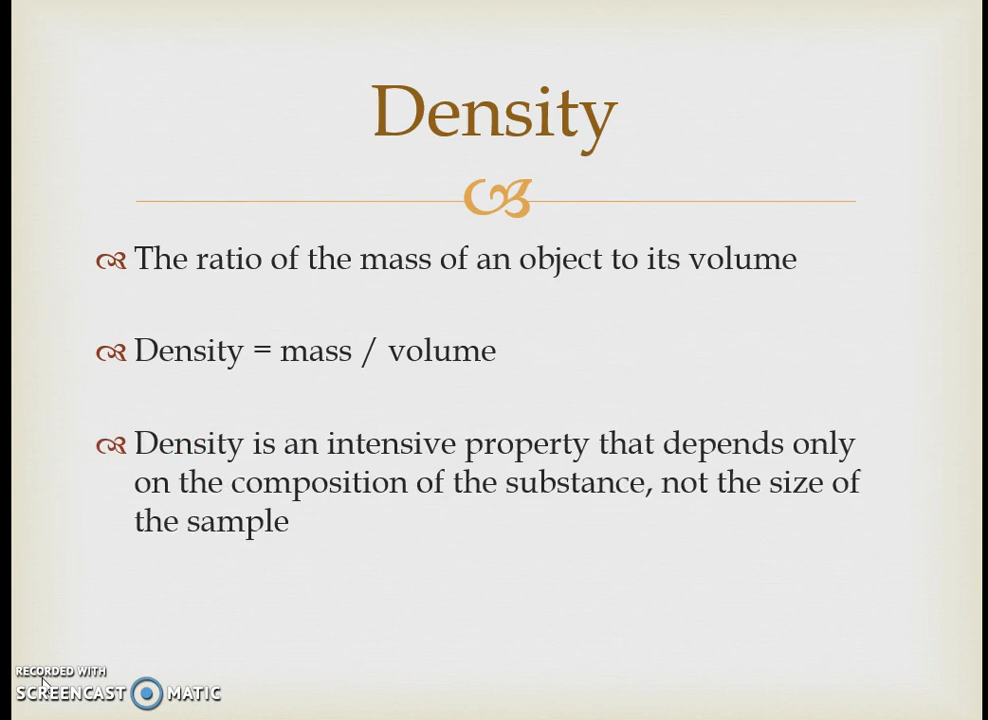 Density
The ratio of the mass of an object to its volume
Density = mass / volume
Density is an intensive property that depends only
on the composition of the substance, not the size of
the sample
RECORDED WITH
SCREENCAST MATIC